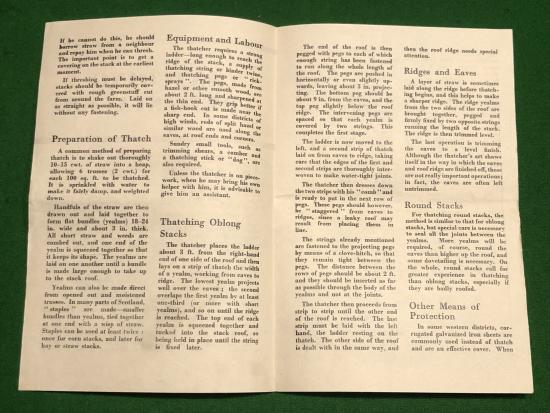 If he cannot do this, he should
borrow straw from a neighbour
and repay him when he can thresh.
The important point is to get a
covering on the stack at the earliest
moment.
If threshing must be delayed,
stacks should be temporarily cov-
ered with rough greenstuff cut
from around the farm. Laid on
as straight as possible, it will lie
without any fastening.
Preparation of Thatch
A common method of preparing
thatch is to shake out thoroughly
30-35 cwt. of straw into a heap,
allowing 6 trusses (2 cwt.) for
each 100 sq. ft. to be thatched.
It is sprinkled with water to
make it fairly damp, and weighted
down.
Handfuls of the straw are then
drawn out and laid together to
form flat bundles (yealms) 18-24
in. wide and about 3 in. thick.
All short straw and weeds are
combed out, and one end of the
yealm is squeezed together so that
it keeps its shape. The yealms are
laid on one another until a bundle
is made large enough to take up
to the stack roof.
Yealms can also be made direct
from opened out and moistened
trusses. In many parts of Scotland,
"staples" are made—smaller
bundles than yealms, tied together
at one end with a wisp of straw.
Staples can be used at least twice:
once for corn stacks, and later for
hay or straw stacks.
Equipment and Labour
The thatcher requires a strong
ladder—long enough to reach the
ridge of the stack, a supply of
thatching string or binder twine,
and thatching pegs or "rick-
sprays". The pegs, made from
hazel or other smooth wood, are
about 2 ft. long and sharpened at
the thin end. They grip better if
a fish-hook cut is made below the
sharp end. In some districts of
high winds, rods of split hazel or
similar wood are used along the
eaves, at roof ends and corners.
Sundry small tools, such as
trimming shears, a comber and
a thatching stick or "dog", are
also required.
Unless the thatcher is on piece-
work, when he may bring his own
helper with him, it is advisable to
give him an assistant.
Thatching Oblong
Stacks
The thatcher places the ladder
about 3 ft. from the right-hand
end of one side of the roof and then
lays on a strip of thatch the width
of a yealm, working from eaves to
ridge. The lowest yealm projects
well over the eaves; the second
overlaps the first yealm by at least
one-third (or more with short
yealms), and so on until the ridge
is reached. The top end of each
yealm is squeezed together and
tucked into the stack roof, so
being held in place until the string
is fixed later.
The end of the roof is then
pegged with pegs to each of which
enough string has been fastened
to run along the whole length of
the roof. The pegs are pushed in
horizontally or even slightly up-
wards, leaving about 3 in. project-
ing. The bottom peg should be
about 9 in. from the eaves, and the
top peg slightly below the ridge.
The intervening pegs are
spaced so that each yealm is
covered by two strings. This
completes the first stage.
The ladder is now moved to the
left, and a second strip of thatch
laid on from eaves to ridge, taking
care that the edges of the first and
second strips are thoroughly inter-
woven to make water-tight joints.
The thatcher then dresses down
the two strips with his "comb" and
is ready to put in the next row of
pegs. These pegs should however,
be "staggered" from eaves to
ridges, since a leaky roof may
result from placing them in
line.
The strings already mentioned
are fastened to the projecting pegs
by means of a clove-hitch, so that
they remain tight between the
pegs. The distance between the
rows of pegs should be about 2 ft.
and they should be inserted as far
as possible through the body of the
yealms and not at the joints.
The thatcher then proceeds from
strip to strip until the other end
of the roof is reached. The last
strip must be laid with the left
hand, the ladder resting on the
thatch. The other side of the roof
is dealt with in the same way, and
then the roof ridge needs special
attention.
Ridges and Eaves
A layer of straw is sometimes
laid along the ridge before thatch-
ing begins, and this helps to make
a sharper ridge. The ridge yealms
from the two sides of the roof are
brought together, pegged and
firmly fixed by two opposite strings
running the length of the stack.
The ridge is then trimmed level.
The last operation is trimming
the eaves to a level finish.
Although the thatcher's art shows
itself in the way in which the eaves
and roof ridge are finished off, these
are not really important operations;
in fact, the eaves are often left
untrimmed.
Round Stacks
For thatching round stacks, the
method is similar to that for oblong
stacks, but special care is necessary
to seal all the joints between the
yealms. More yealms will be
required, of course, round the
eaves than higher up the roof, and
some dovetailing is necessary. On
the whole, round stacks call for
greater experience in thatching
than oblong stacks, especially if
they are badly roofed.
Other Means of
Protection
In some western districts, cor-
rugated galvanized iron sheets are
commonly used instead of thatch
and are an effective cover. When